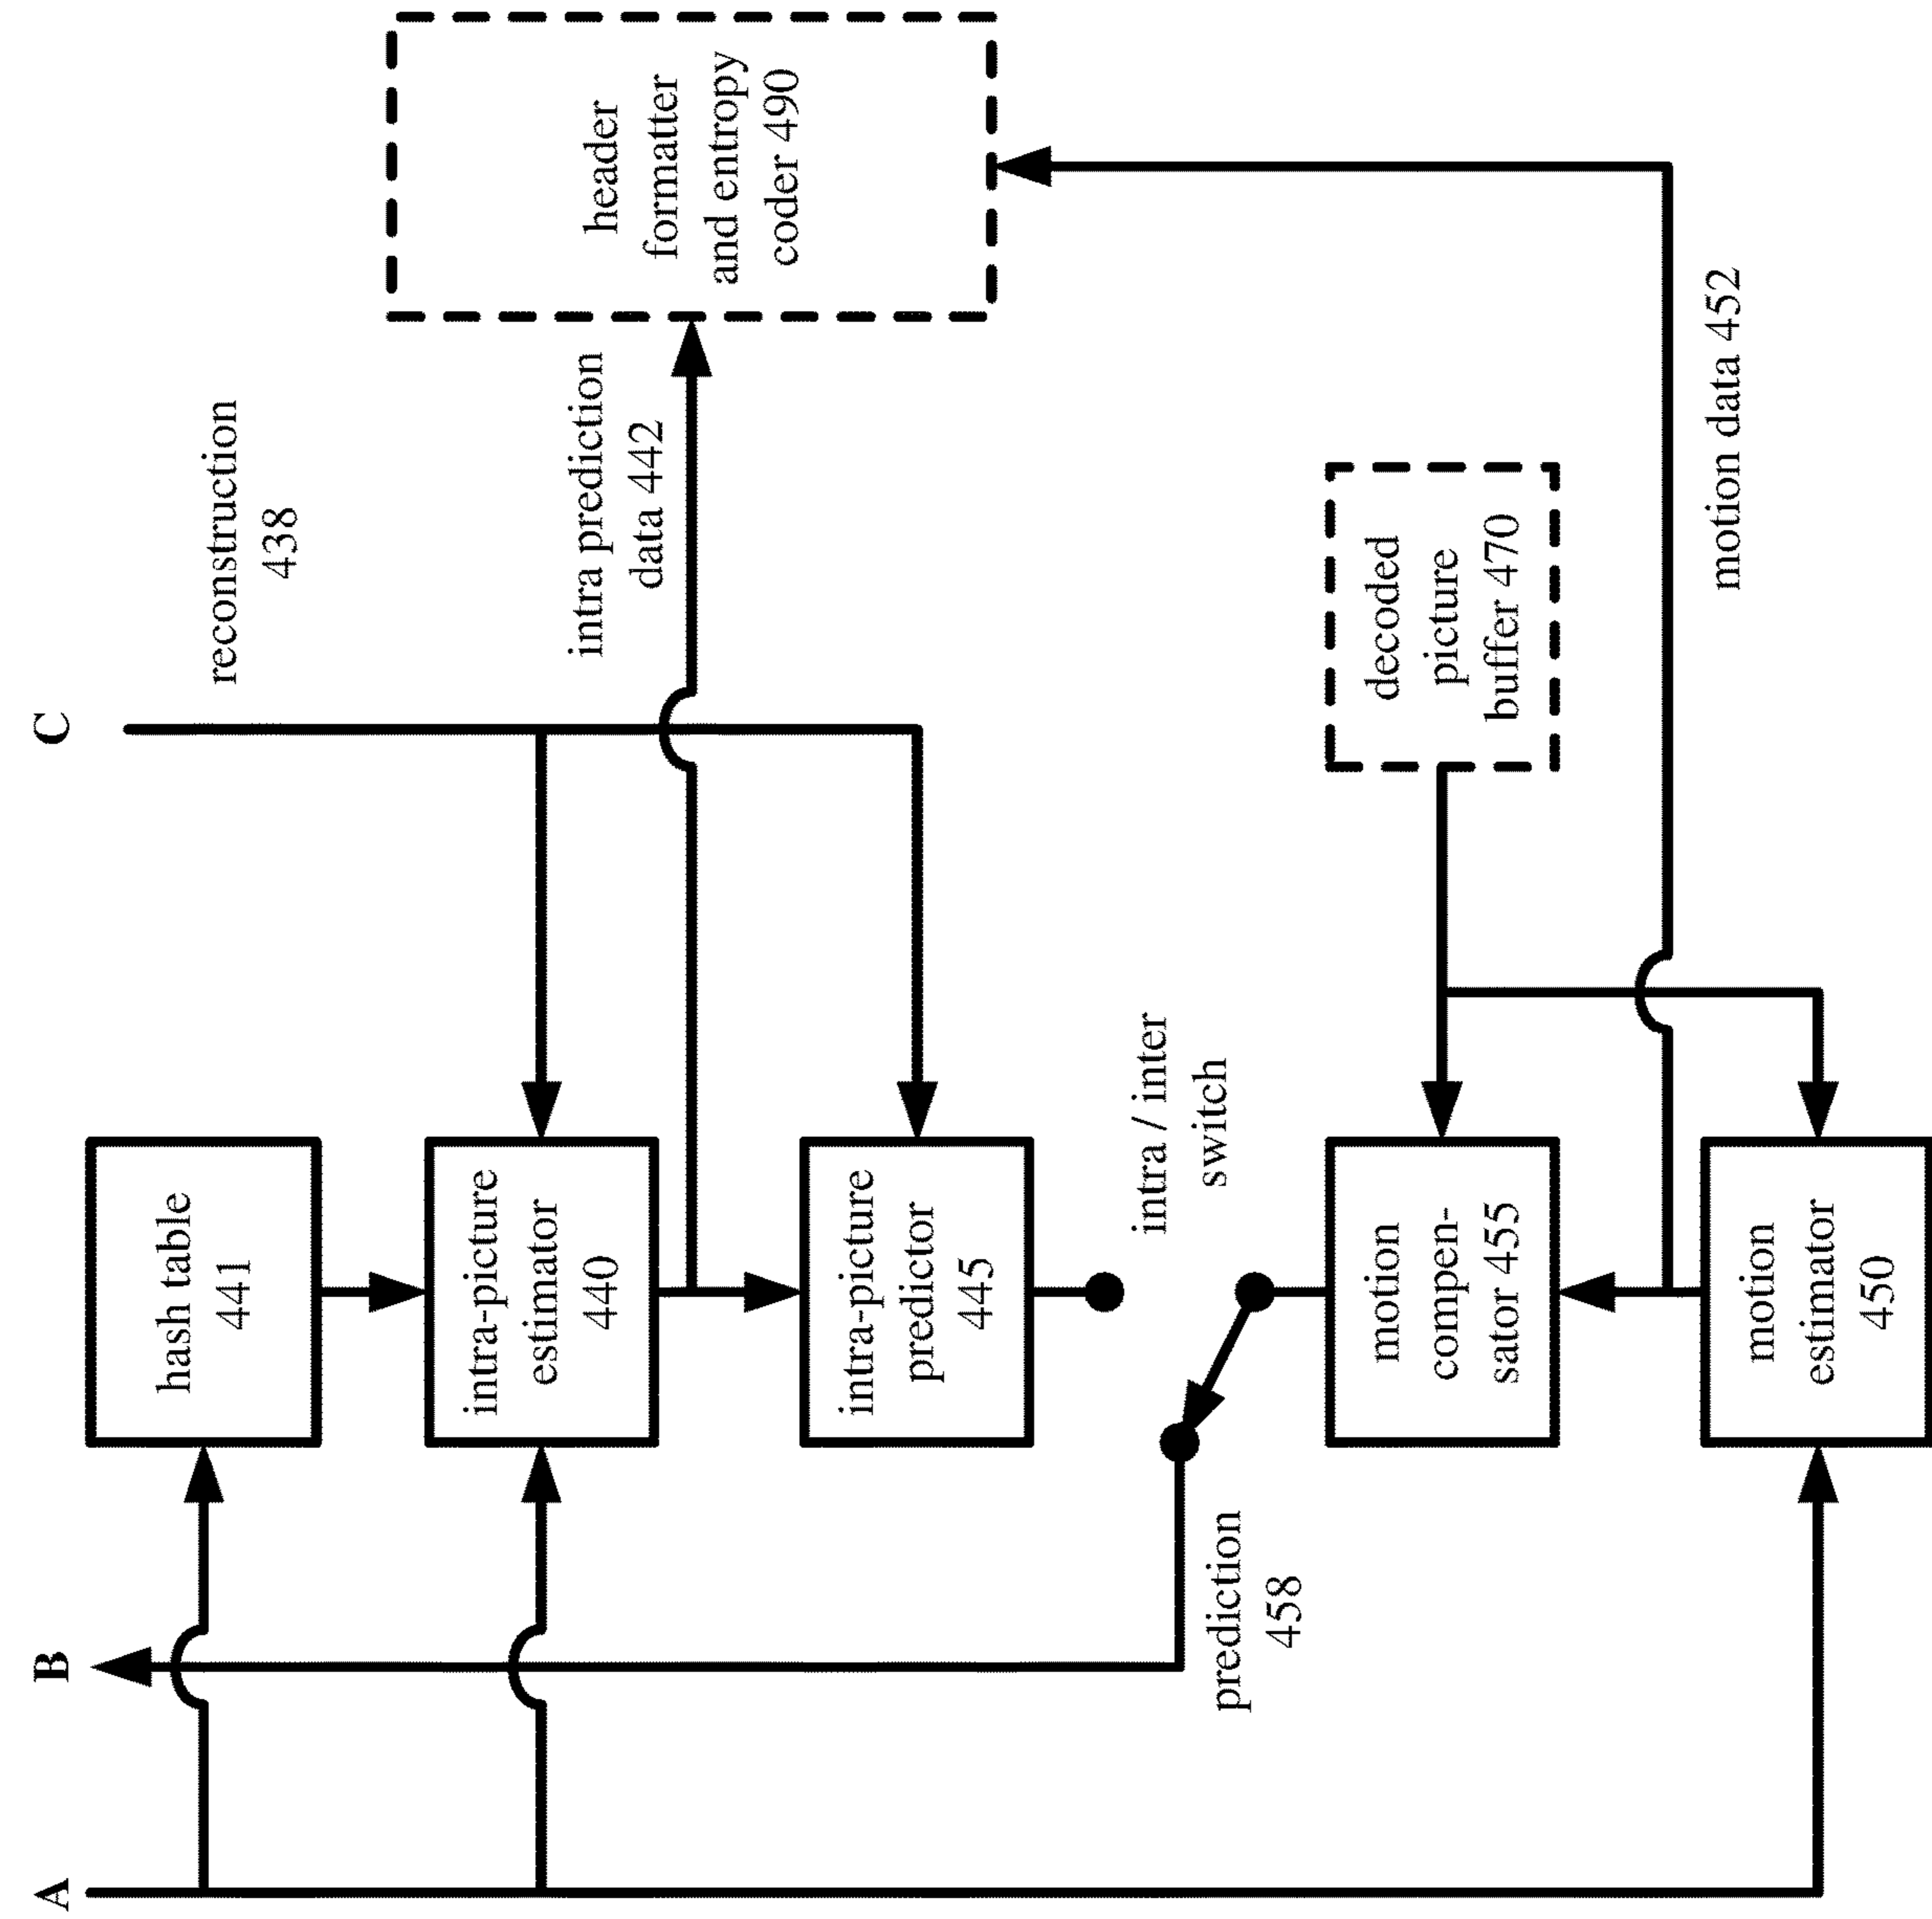 A
B
C
hash table
441
reconstruction
438
intra-picture
estimator
440
intra prediction
data 442
header
formatter
and entropy
coder 490
intra-picture
predictor
445
intra / inter
switch
prediction
458
motion
compen-
sator 455
decoded
picture
buffer 470
motion
estimator
450
motion data 452